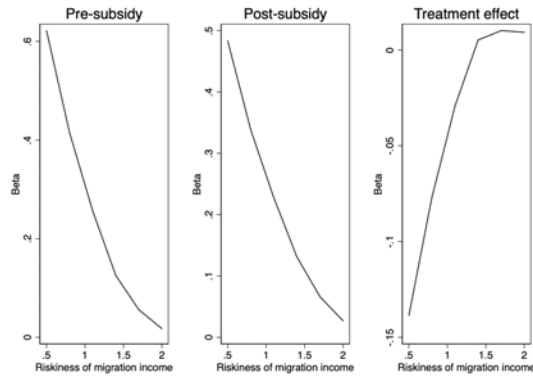 Pre-subsidy
Post-subsidy
Treatment effect
Beta
.6
.4
.2
0
.5
1
1.5
2
Riskiness of migration income
Beta
.5
.4
.3
.2
.1
0
.5
1
1.5
2
Riskiness of migration income
Beta
0
-.05
-.1
-.15
.5
1
1.5
2
Riskiness of migration income